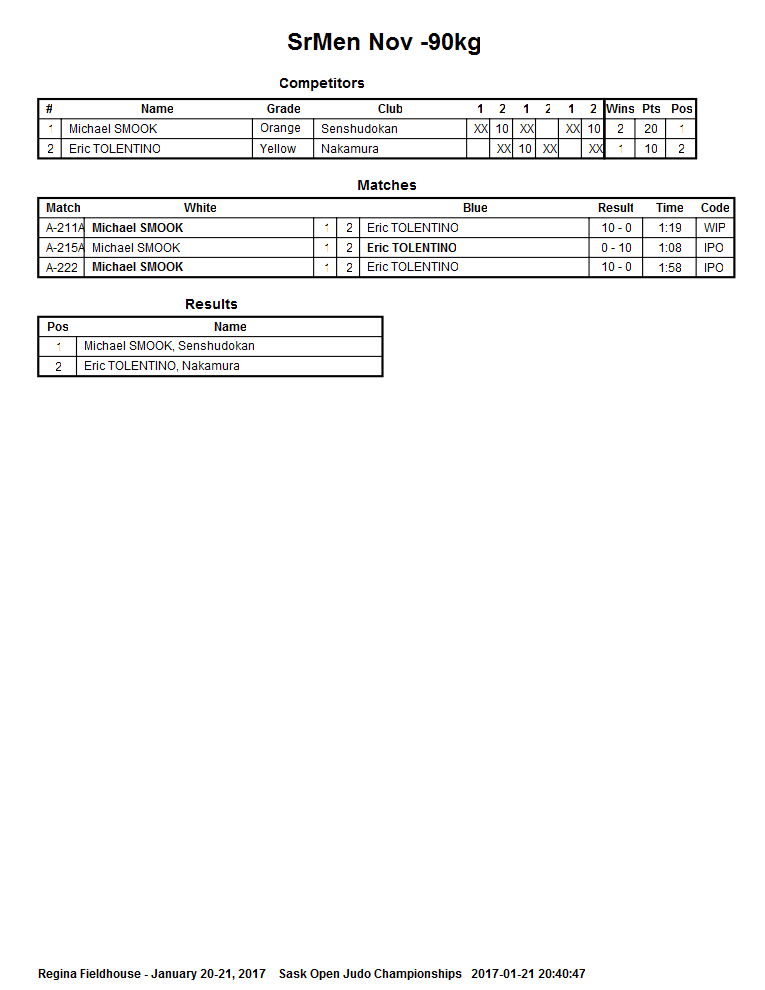 SrMen Nov -90kg
Competitors
# Name Grade Club 1 2 1 2 1 2 Wins Pts Pos
1 Michael SMOOK Orange Senshudokan XX 10 XX XX 10 2 20 1
2 Eric TOLENTINO Yellow Nakamura XX 10 XX XX 1 10 2
Matches
Match White Blue Result Time Code
A-211A Michael SMOOK 1 2 Eric TOLENTINO 10 - 0 1:19 WIP
A-215A Michael SMOOK 1 2 Eric TOLENTINO 0 - 10 1:08 IPO
A-222 Michael SMOOK 1 2 Eric TOLENTINO 10 - 0 1:58 IPO
Results
Pos Name
1 Michael SMOOK, Senshudokan
2 Eric TOLENTINO, Nakamura
Regina Fieldhouse - January 20-21, 2017 Sask Open Judo Championships 2017-01-21 20:40:47